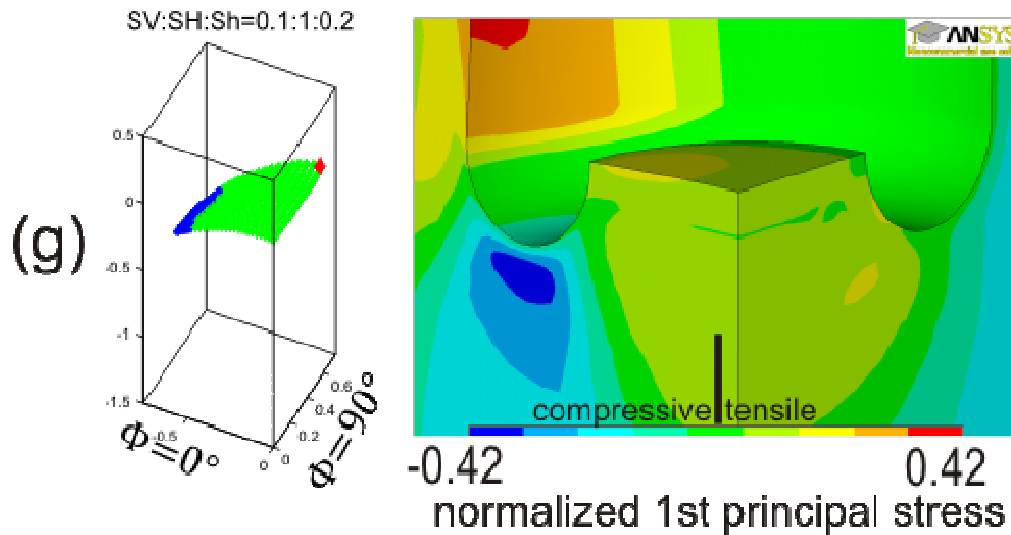 SV:SH:Sh=0.1:1:0.2
ANSYS
(g)
0.5
0
-0.5
-1
-1.5
-0.5
0
0
0.2
0.4
0.6
Φ=0°
Φ=90°
compressive tensile
-0.42
0.42
normalized 1st principal stress